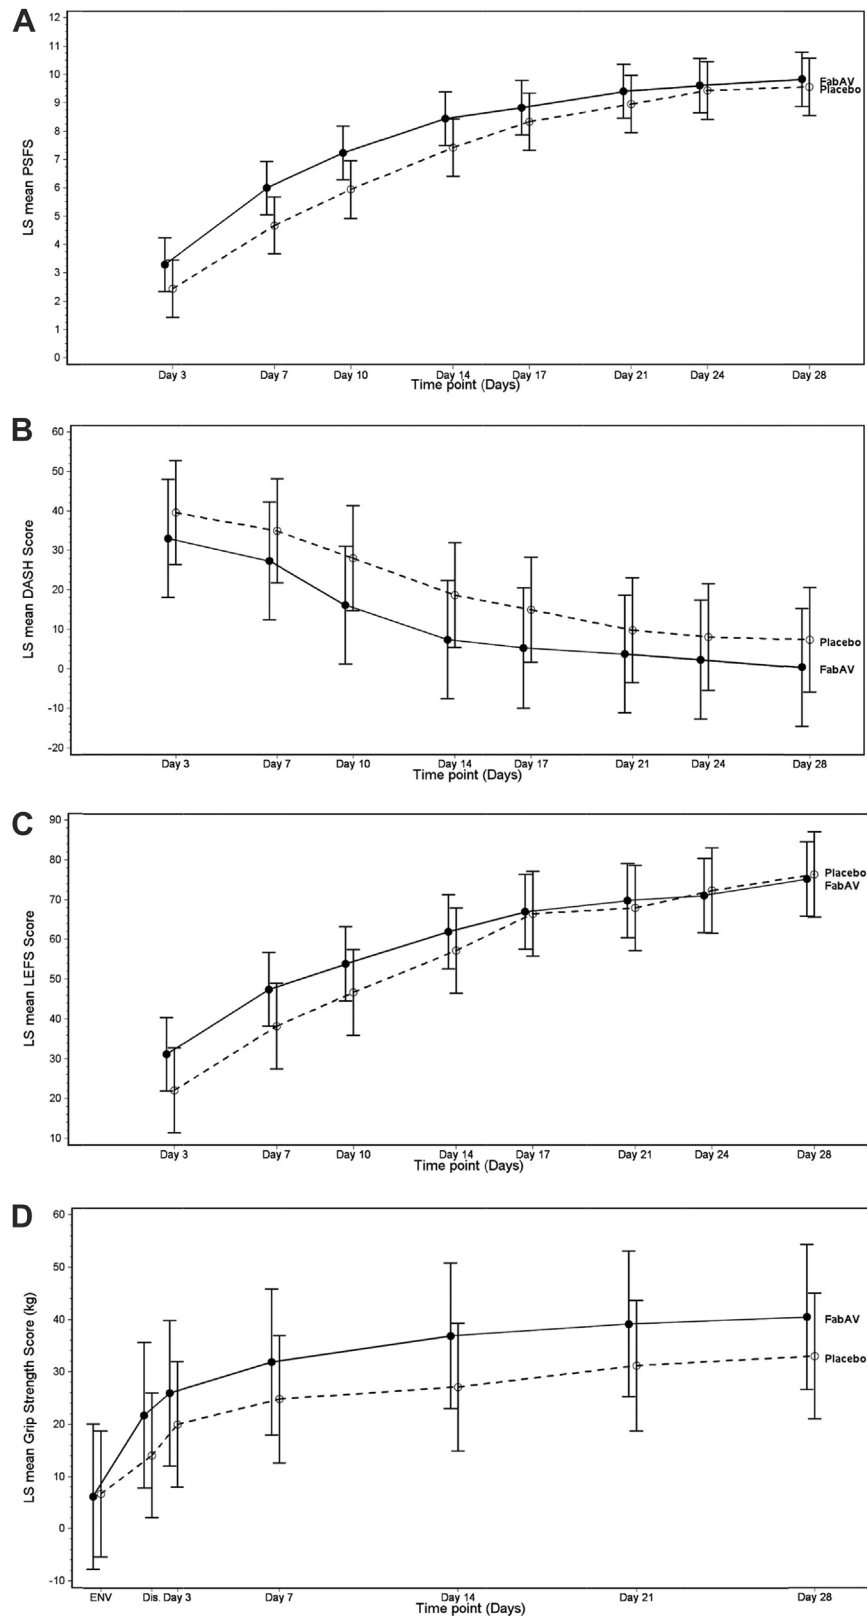 A
LS mean PSFS
12
11
10
9
8
7
6
5
4
3
2
1
0
FabAV
Placebo
Day 3 Day 7 Day 10 Day 14 Day 17 Day 21 Day 24 Day 28
Time point (Days)
B
LS mean DASH Score
60
50
40
30
20
10
0
-10
-20
Placebo
FabAV
Day 3 Day 7 Day 10 Day 14 Day 17 Day 21 Day 24 Day 28
Time point (Days)
C
LS mean LEFS Score
90
80
70
60
50
40
30
20
10
Placebo
FabAV
Day 3 Day 7 Day 10 Day 14 Day 17 Day 21 Day 24 Day 28
Time point (Days)
D
LS mean Grip Strength Score (kg)
60
50
40
30
20
10
0
-10
FabAV
Placebo
ENV Dis. Day 3 Day 7 Day 14 Day 21 Day 28
Time point (Days)